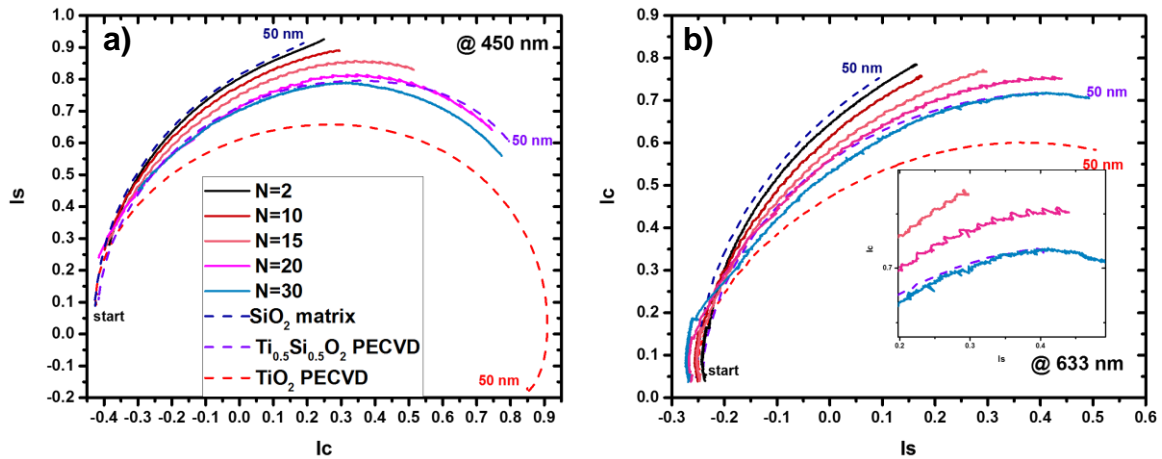 a)
@ 450 nm
50 nm
50 nm
50 nm
start
N=2
N=10
N=15
N=20
N=30
SiO2 matrix
Ti0.5Si0.5O2 PECVD
TiO2 PECVD
Is
1.0
0.9
0.8
0.7
0.6
0.5
0.4
0.3
0.2
0.1
0.0
-0.1
-0.2
-0.4 -0.3 -0.2 -0.1 0.0 0.1 0.2 0.3 0.4 0.5 0.6 0.7 0.8 0.9
Ic
b)
50 nm
50 nm
50 nm
start
@ 633 nm
Ic
0.9
0.8
0.7
0.6
0.5
0.4
0.3
0.2
0.1
0.0
-0.3 -0.2 -0.1 0.0 0.1 0.2 0.3 0.4 0.5 0.6
Is
Ic
0.7
0.2 0.3 0.4
Is